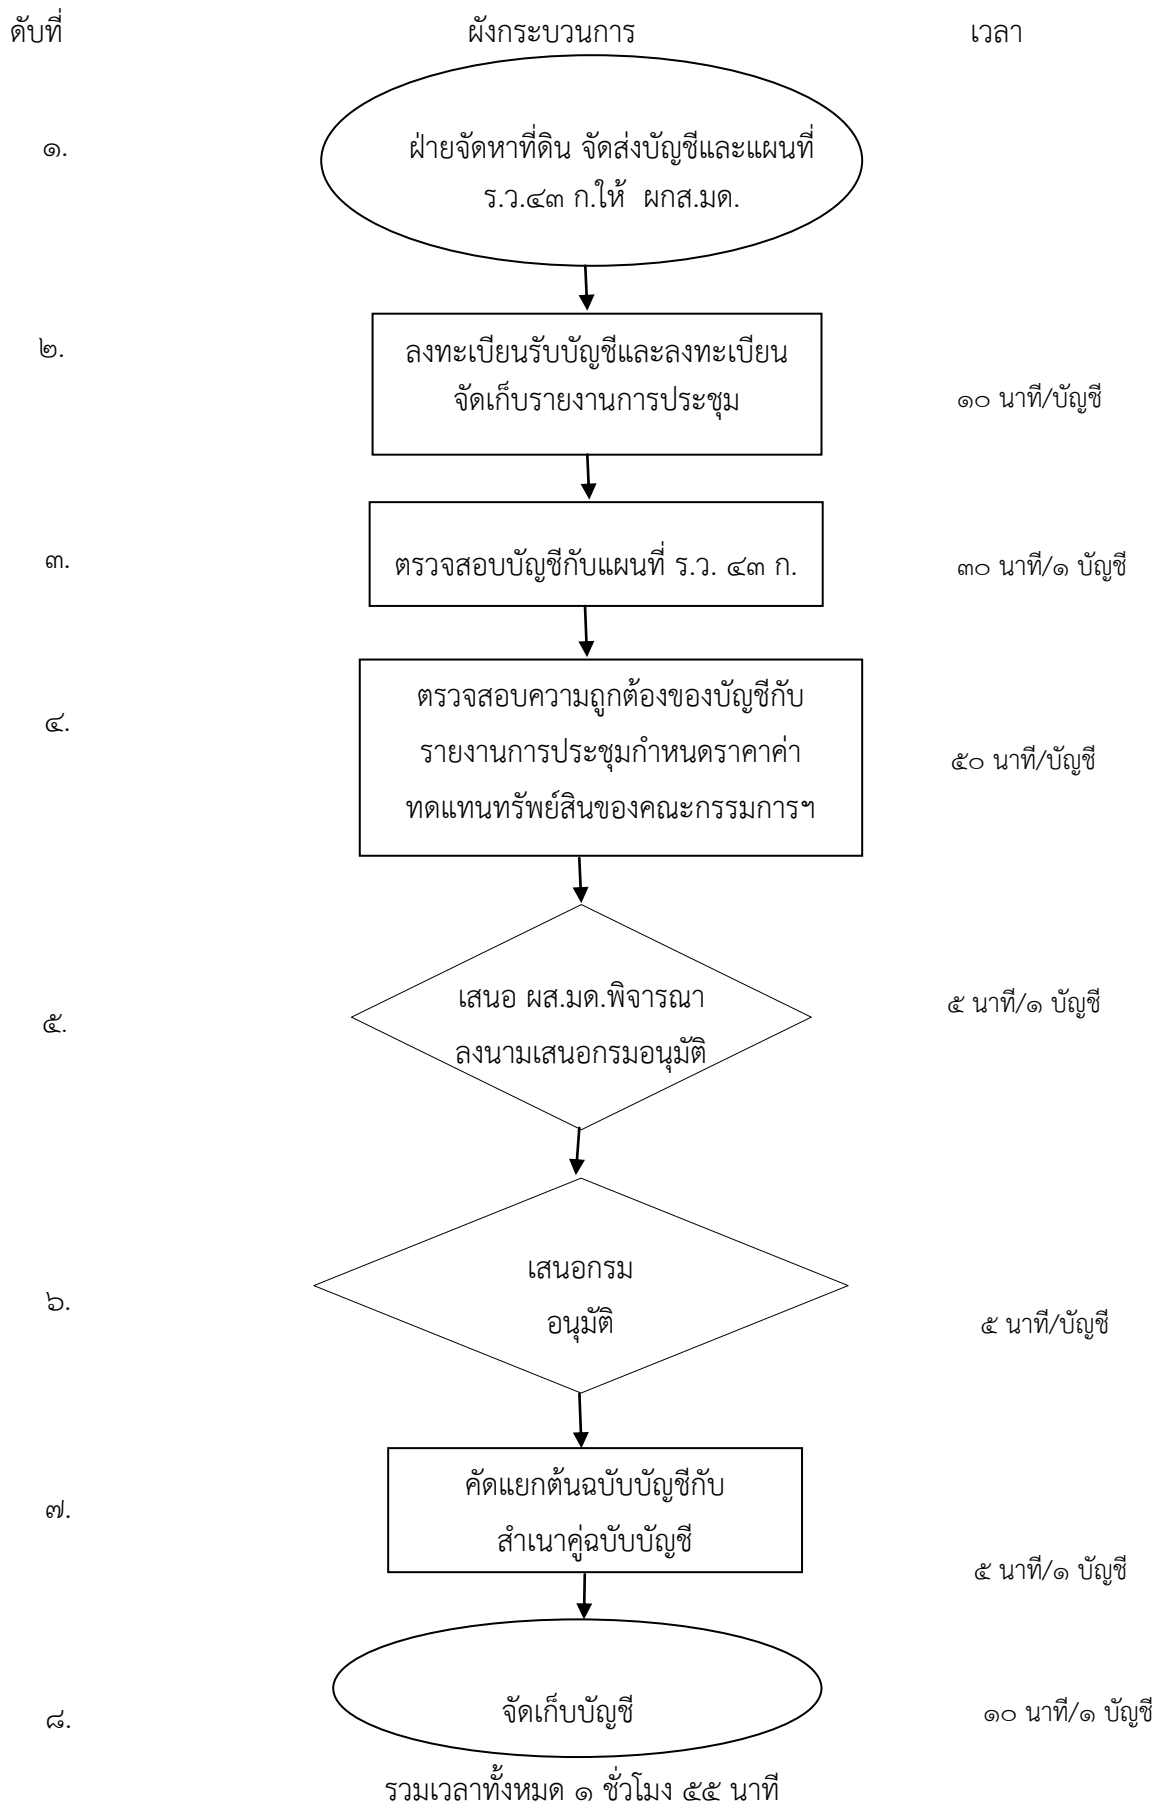 ดับที่ ผังกระบวนการ เวลา
๑. ฝ่ายจัดหาที่ดิน จัดส่งบัญชีและแผนที่
ร.ว.๔๓ ก.ให้ ผกส.มด.
๒. ลงทะเบียนรับบัญชีและลงทะเบียน
จัดเก็บรายงานการประชุม ๑๐ นาที/บัญชี
๓. ตรวจสอบบัญชีกับแผนที่ ร.ว. ๔๓ ก. ๓๐ นาที/๑ บัญชี
ตรวจสอบความถูกต้องของบัญชีกับ
๔. รายงานการประชุมกำหนดราคาค่า ๕๐ นาที/บัญชี
ทดแทนทรัพย์สินของคณะกรรมการฯ
เสนอ ผส.มด.พิจารณา ๕ นาที/๑ บัญชี
๕. ลงนามเสนอกรมอนุมัติ
เสนอกรม
๖. อนุมัติ ๕ นาที/บัญชี
คัดแยกต้นฉบับบัญชีกับ
๗. สำเนาคู่ฉบับบัญชี
๕ นาที/๑ บัญชี
๘. จัดเก็บบัญชี ๑๐ นาที/๑ บัญชี
รวมเวลาทั้งหมด ๑ ชั่วโมง ๕๕ นาที